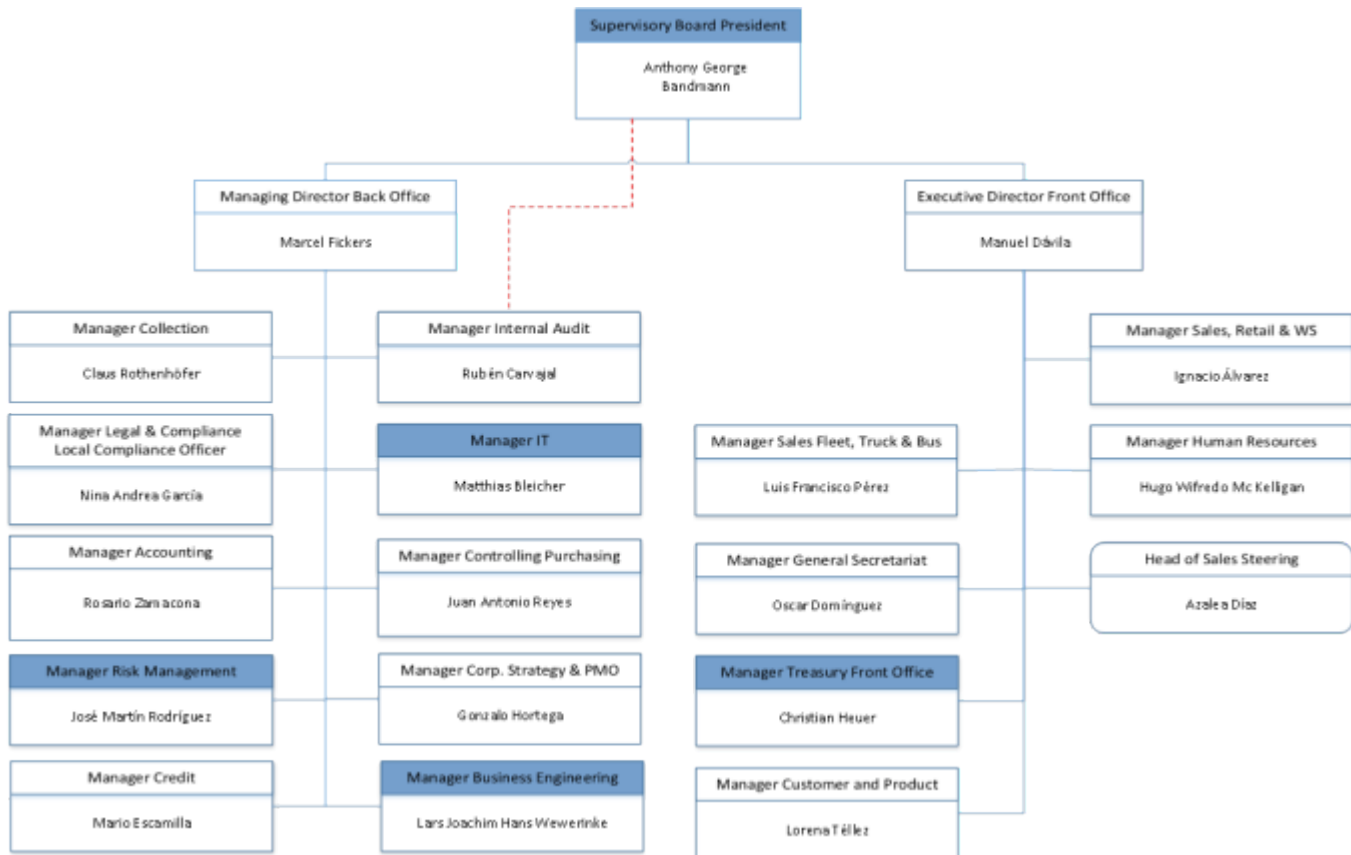 Supervisory Board President
Anthony George
Bandmann
Managing Director Back Office
Marcel Fickers
Executive Director Front Office
Manuel Dávila
Manager Collection
Claus Rothenhöfer
Manager Internal Audit
Rubén Carvajal
Manager Legal & Compliance
Local Compliance Officer
Nina Andrea García
Manager IT
Matthias Bleicher
Manager Accounting
Rosario Zamacona
Manager Controlling Purchasing
Juan Antonio Reyes
Manager Risk Management
José Martín Rodríguez
Manager Corp. Strategy & PMO
Gonzalo Hortega
Manager Credit
Mario Escamilla
Manager Business Engineering
Lars Joachim Hans Wewerinke
Manager Sales, Retail & WS
Ignacio Álvarez
Manager Sales Fleet, Truck & Bus
Luis Francisco Pérez
Manager Human Resources
Hugo Wifredo Mc Kelligan
Manager General Secretariat
Oscar Domínguez
Head of Sales Steering
Azalea Díaz
Manager Treasury Front Office
Christian Heuer
Manager Customer and Product
Lorena Téllez